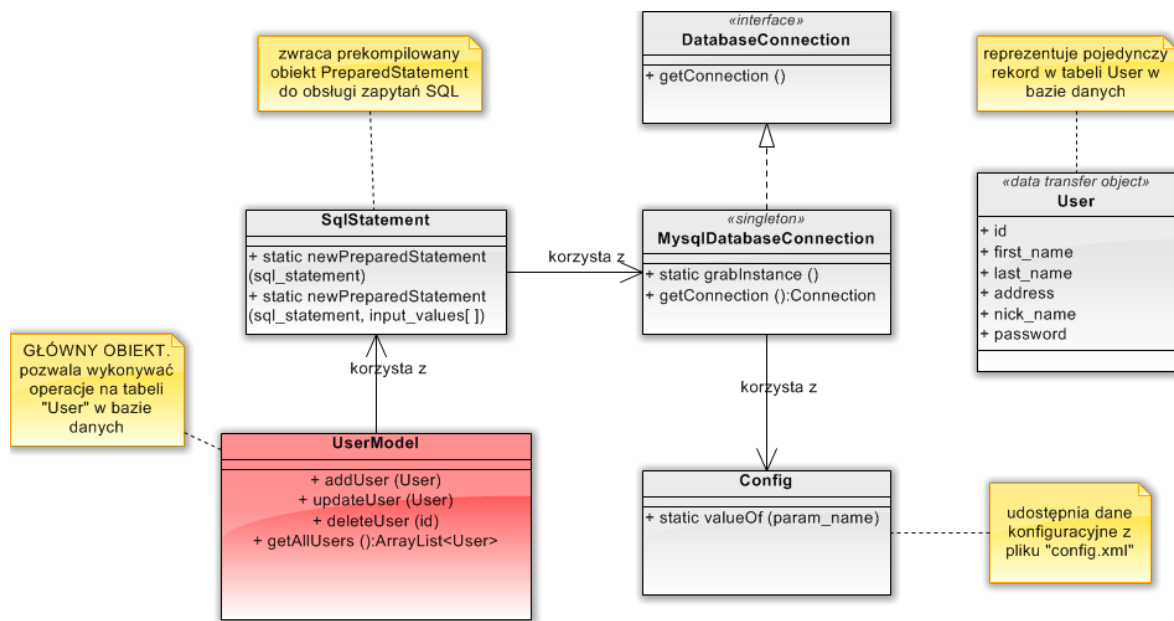 zwraca prekompilowany
obiekt PreparedStatement
do obsługi zapytań SQL
«interface»
DatabaseConnection
+ getConnection ()
reprezentuje pojedynczy
rekord w tabeli User w
bazie danych
SqlStatement
+ static newPreparedStatement
(sql_statement)
+ static newPreparedStatement
(sql_statement, input_values[ ])
korzysta z
«singleton»
MysqlDatabaseConnection
+ static grabInstance ()
+ getConnection ():Connection
«data transfer object»
User
+ id
+ first_name
+ last_name
+ address
+ nick_name
+ password
GŁÓWNY OBIEKT.
pozwala wykonywać
operacje na tabeli
"User" w bazie
danych
korzysta z
korzysta z
UserModel
+ addUser (User)
+ updateUser (User)
+ deleteUser (id)
+ getAllUsers ():ArrayList<User>
Config
+ static valueOf (param_name)
udostępnia dane
konfiguracyjne z
pliku "config.xml"